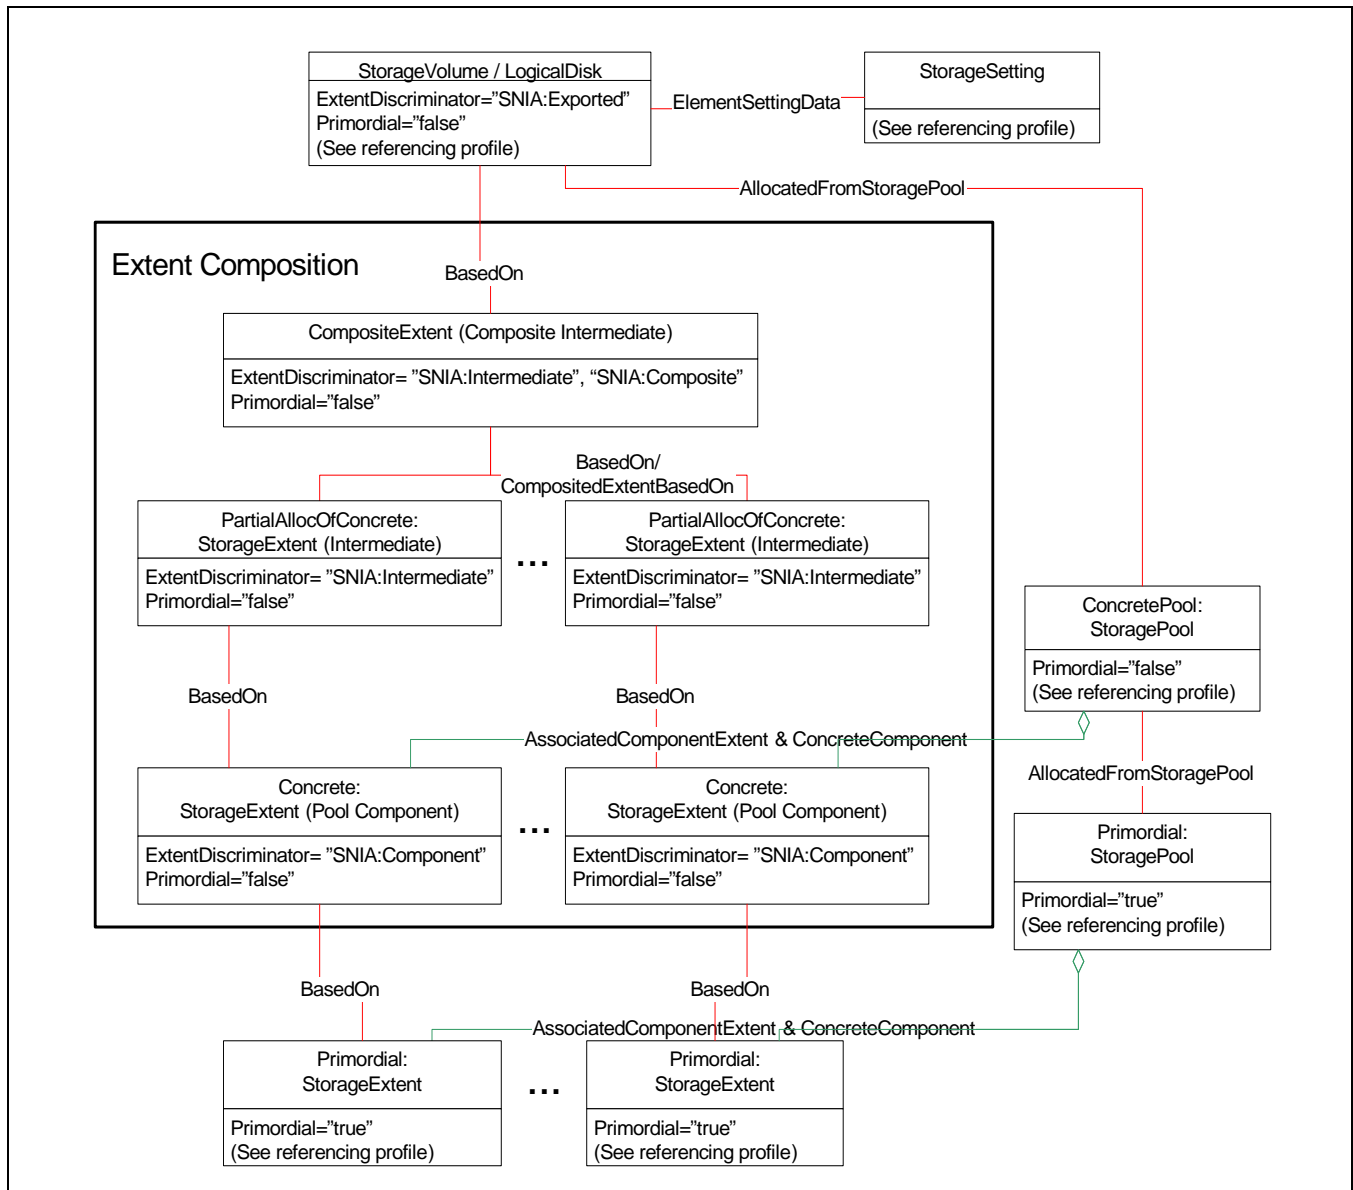 StorageVolume / LogicalDisk
ExtentDiscriminator=”SNIA:Exported”
Primordial=”false”
(See referencing profile)
ElementSettingData
StorageSetting
(See referencing profile)
AllocatedFromStoragePool
Extent Composition
BasedOn
CompositeExtent (Composite Intermediate)
ExtentDiscriminator= ”SNIA:Intermediate”, “SNIA:Composite”
Primordial=”false”
BasedOn/
CompositedExtentBasedOn
PartialAllocOfConcrete:
StorageExtent (Intermediate)
ExtentDiscriminator= ”SNIA:Intermediate”
Primordial=”false”
...
PartialAllocOfConcrete:
StorageExtent (Intermediate)
ExtentDiscriminator= ”SNIA:Intermediate”
Primordial=”false”
ConcretePool:
StoragePool
Primordial=”false”
(See referencing profile)
BasedOn
BasedOn
AssociatedComponentExtent & ConcreteComponent
AllocatedFromStoragePool
Concrete:
StorageExtent (Pool Component)
ExtentDiscriminator= ”SNIA:Component”
Primordial=”false”
...
Concrete:
StorageExtent (Pool Component)
ExtentDiscriminator= ”SNIA:Component”
Primordial=”false”
Primordial:
StoragePool
Primordial=”true”
(See referencing profile)
BasedOn
BasedOn
AssociatedComponentExtent & ConcreteComponent
Primordial:
StorageExtent
Primordial=”true”
(See referencing profile)
...
Primordial:
StorageExtent
Primordial=”true”
(See referencing profile)